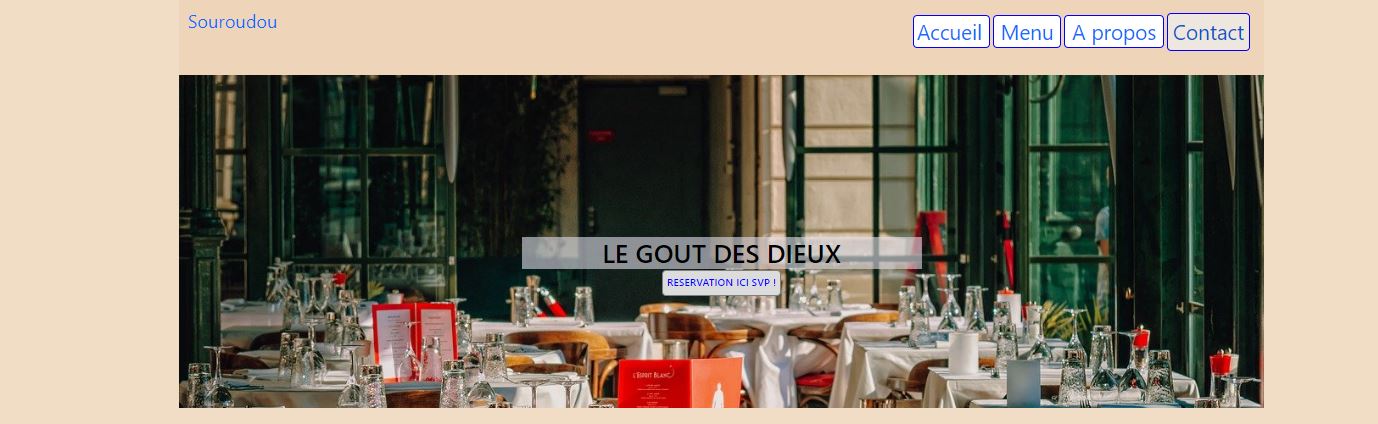 Souroudou
Accueil Menu A propos Contact
LE GOUT DES DIEUX
RESERVATION ICI SVP !
L'ESPRIT BLANC